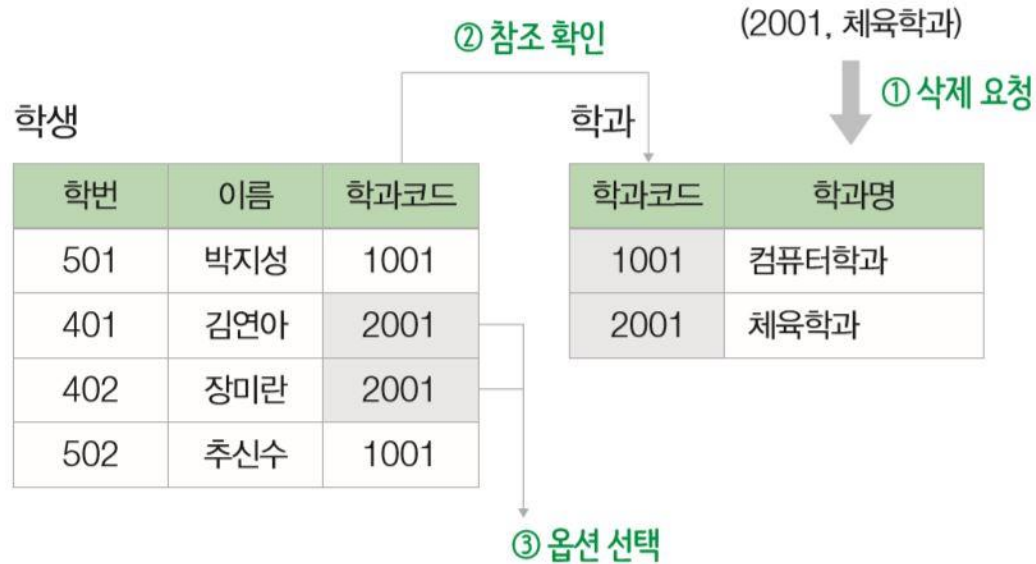 (2001, 체육학과)
② 참조 확인
① 삭제 요청
학생
학번 이름 학과코드
501 박지성 1001
401 김연아 2001
402 장미란 2001
502 추신수 1001
학과
학과코드 학과명
1001 컴퓨터학과
2001 체육학과
③ 옵션 선택